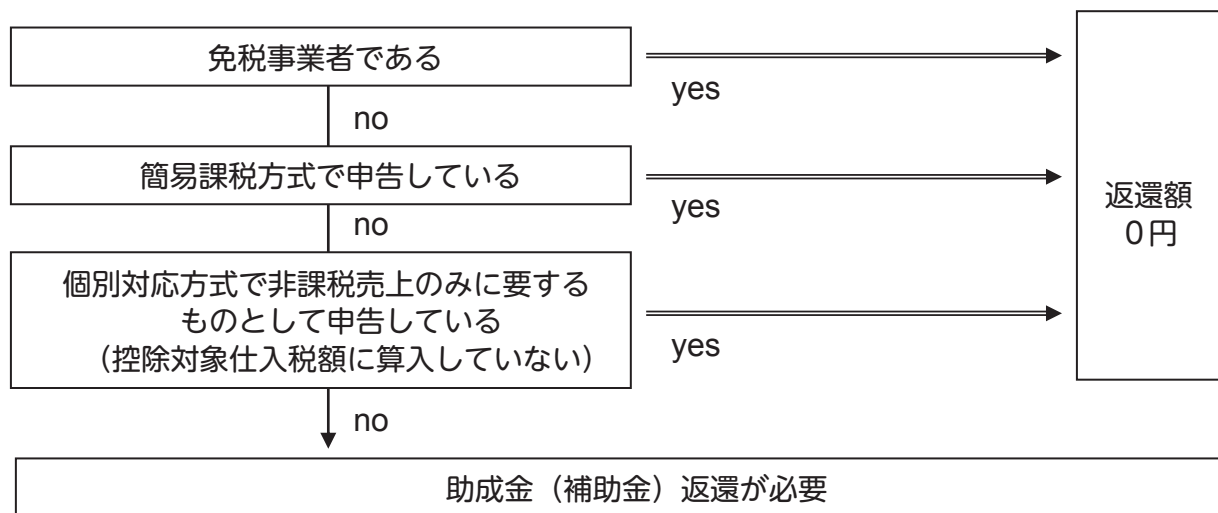 免税事業者である
yes
no
簡易課税方式で申告している
yes
no
返還額
０円
個別対応方式で非課税売上のみに要する
ものとして申告している
（控除対象仕入税額に算入していない）
yes
no
助成金（補助金）返還が必要